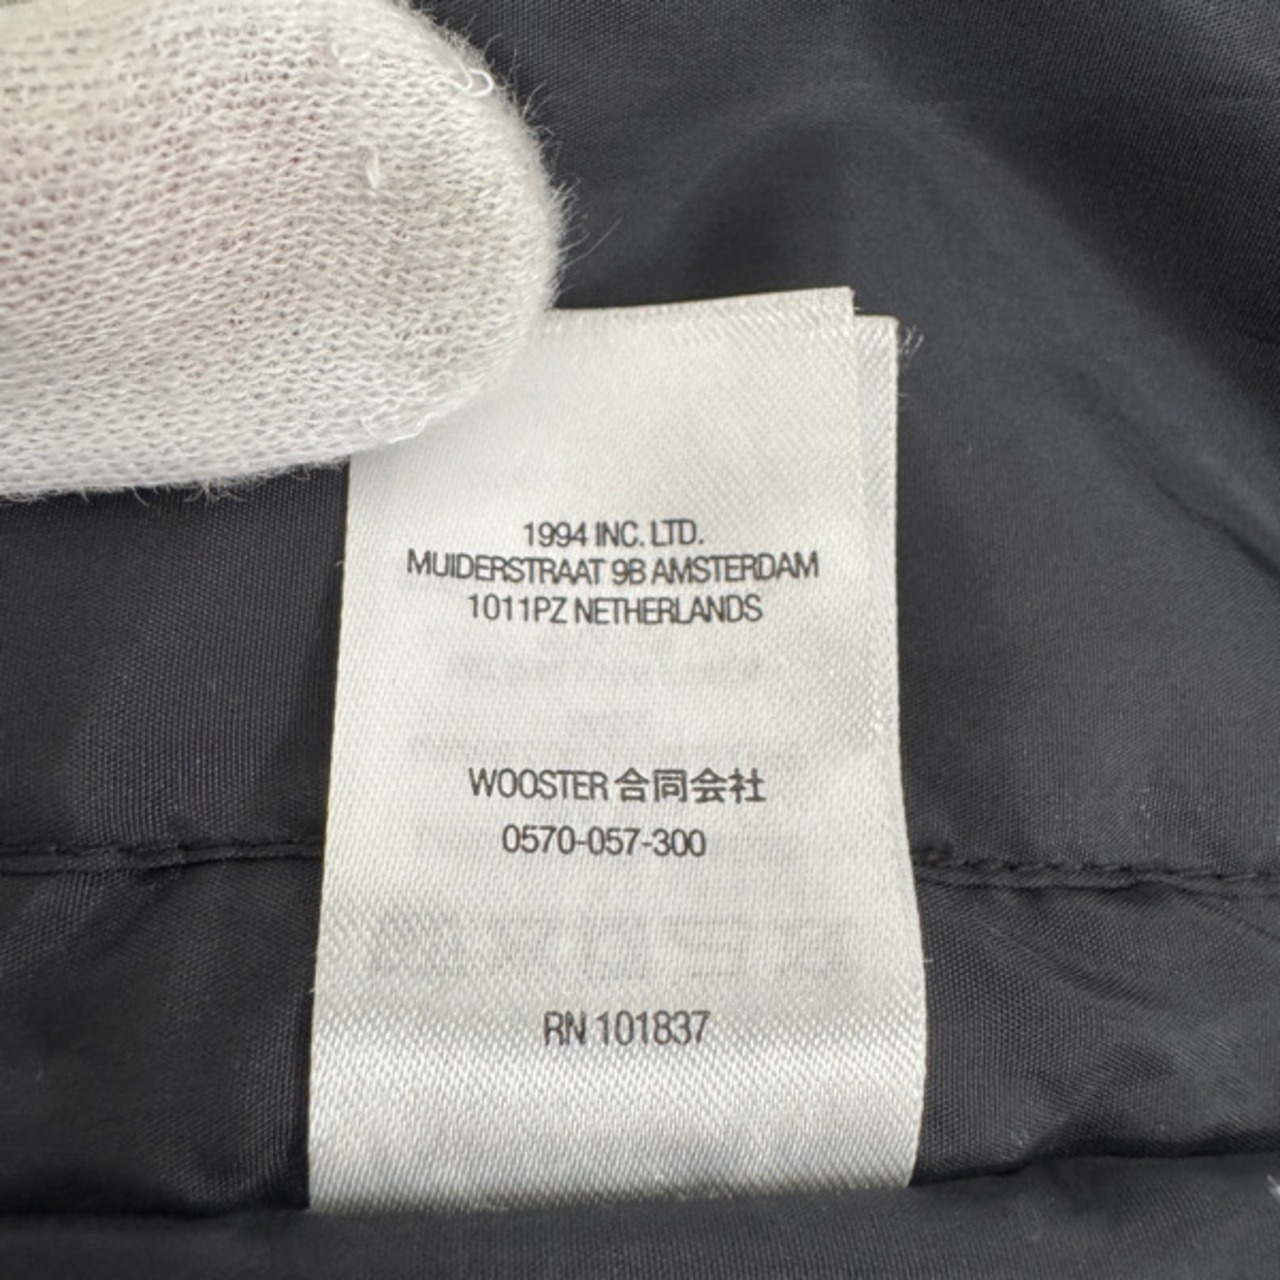 1994 INC. LTD.
MUIDERSTRAAT 9B AMSTERDAM
1011PZ NETHERLANDS
WOOSTER 合同会社
0570-057-300
RN 101837